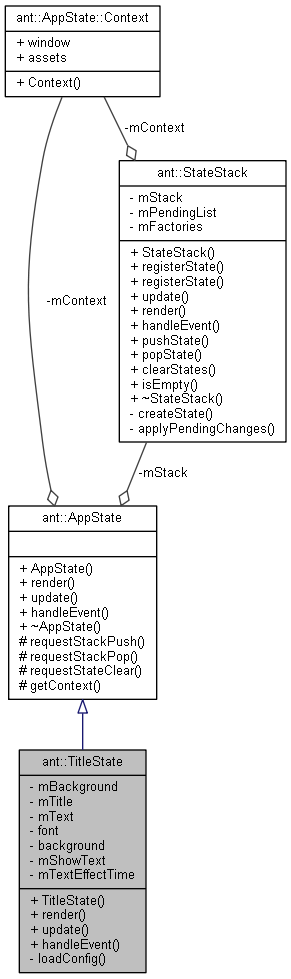 ant::AppState::Context
+ window
+ assets
+ Context()
-mContext
ant::StateStack
- mStack
- mPendingList
- mFactories
+ StateStack()
+ registerState()
+ registerState()
+ update()
+ render()
+ handleEvent()
+ pushState()
+ popState()
+ clearStates()
+ isEmpty()
+ ~StateStack()
- createState()
- applyPendingChanges()
-mContext
-mStack
ant::AppState
+ AppState()
+ render()
+ update()
+ handleEvent()
+ ~AppState()
# requestStackPush()
# requestStackPop()
# requestStateClear()
# getContext()
ant::TitleState
- mBackground
- mTitle
- mText
- font
- background
- mShowText
- mTextEffectTime
+ TitleState()
+ render()
+ update()
+ handleEvent()
- loadConfig()